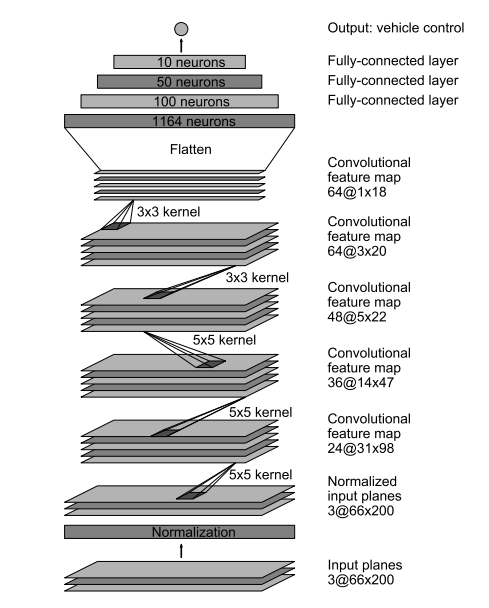 Output: vehicle control
10 neurons
Fully-connected layer
50 neurons
Fully-connected layer
100 neurons
Fully-connected layer
1164 neurons
Flatten
Convolutional
feature map
64@1x18
3x3 kernel
Convolutional
feature map
64@3x20
3x3 kernel
Convolutional
feature map
48@5x22
5x5 kernel
Convolutional
feature map
36@14x47
5x5 kernel
Convolutional
feature map
24@31x98
5x5 kernel
Normalized
input planes
3@66x200
Normalization
Input planes
3@66x200